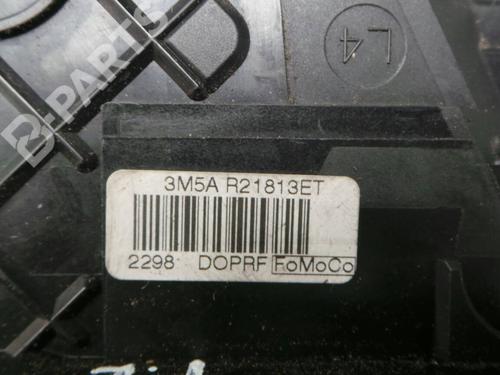 B-PARTS
L4
3M5A R21813ET
2298 DOPRF FoMoCo